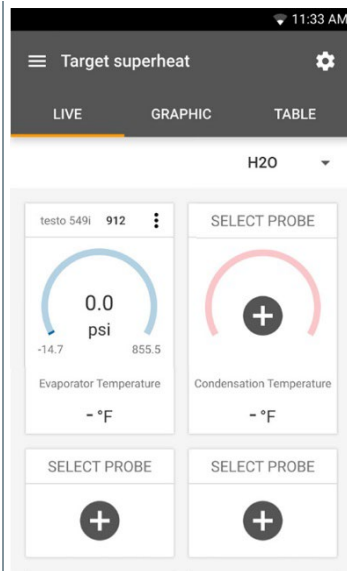 11:33 AM
Target superheat
LIVE GRAPHIC TABLE
H2O
testo 549i 912
SELECT PROBE
0.0
psi
-14.7 855.5
Evaporator Temperature
Condensation Temperature
- °F
- °F
SELECT PROBE
SELECT PROBE